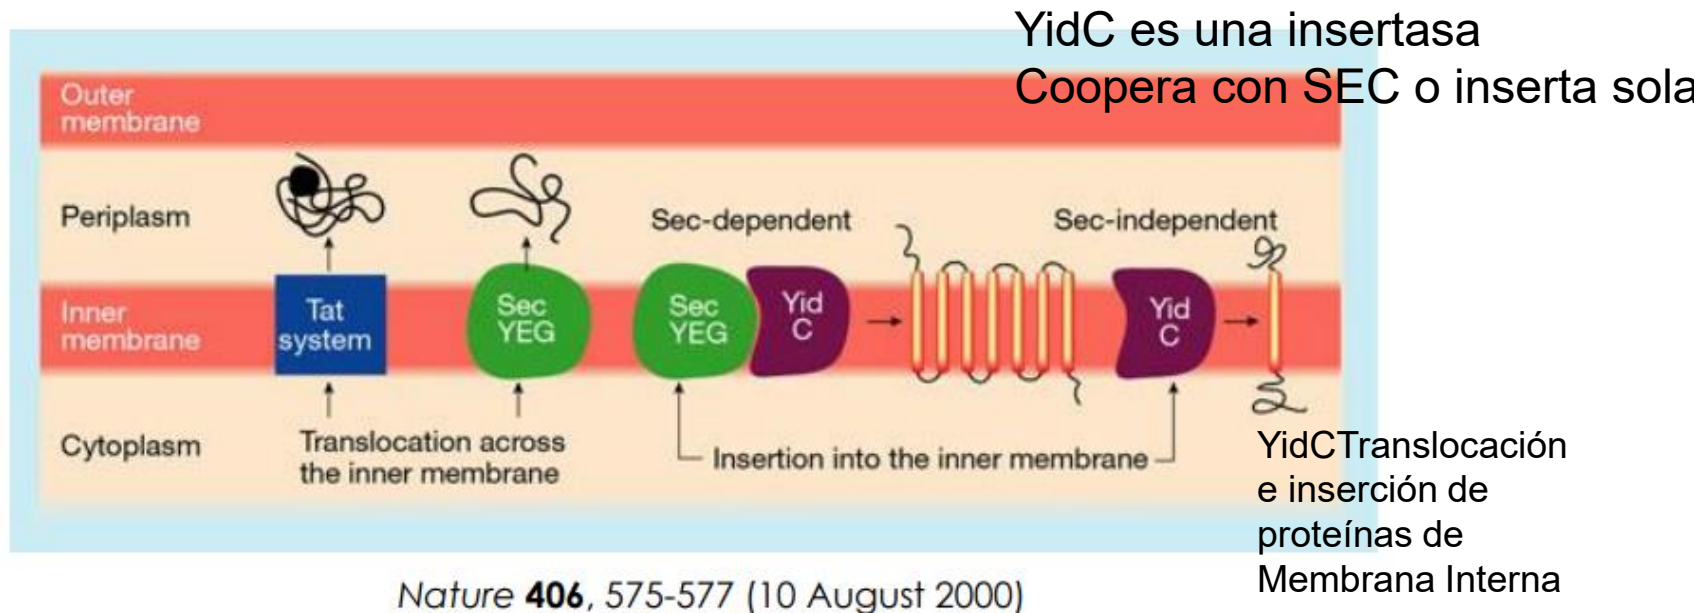 YidC es una insertasa
Coopera con SEC o inserta sola
Outer
membrane
Periplasm
Sec-dependent
Sec-independent
Inner
membrane
Tat
system
Sec
YEG
Sec
YEG
Yid
C
Yid
C
Cytoplasm
Translocation across
the inner membrane
Insertion into the inner membrane
YidCTranslocación
e inserción de
proteínas de
Membrana Interna
Nature 406, 575-577 (10 August 2000)